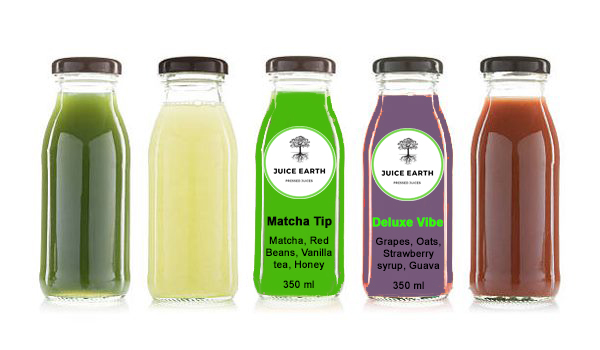 JUICE EARTH
PRESSED JUICES
Matcha Tip
Matcha, Red
Beans, Vanilla
tea, Honey
350 ml
JUICE EARTH
PRESSED JUICES
Deluxe Vibe
Grapes, Oats,
Strawberry
syrup, Guava
350 ml